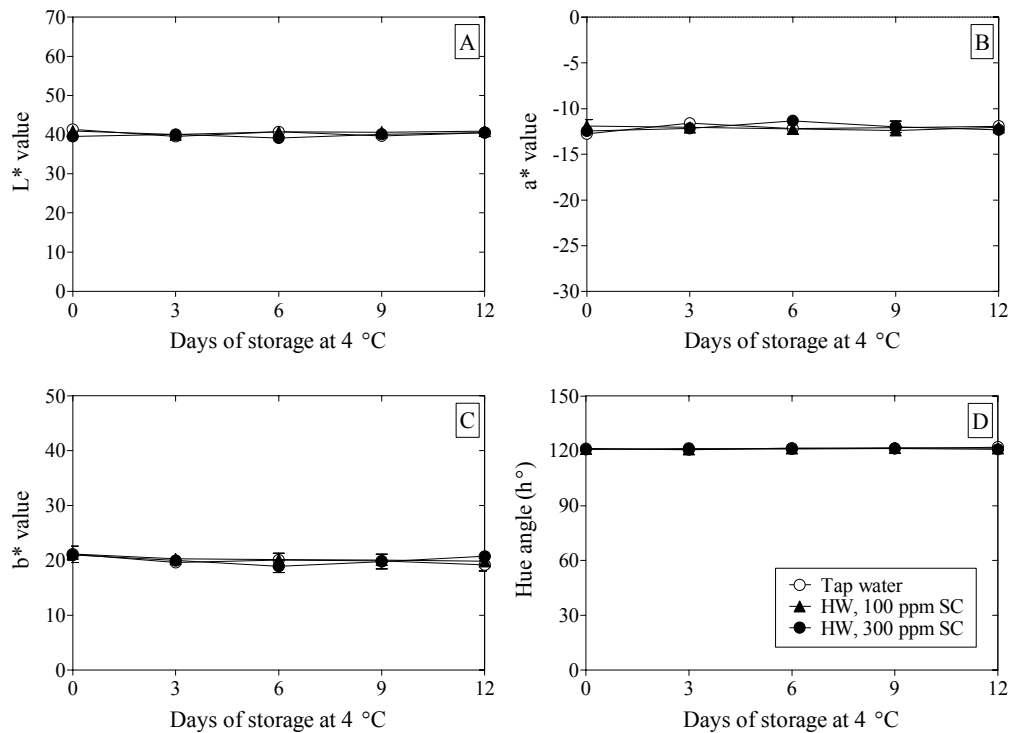 A
L* value
70
60
50
40
30
20
10
0
0 3 6 9 12
Days of storage at 4 °C
B
a* value
0
-5
-10
-15
-20
-25
-30
0 3 6 9 12
Days of storage at 4 °C
C
b* value
50
40
30
20
10
0
0 3 6 9 12
Days of storage at 4 °C
D
Hue angle (h°)
150
120
90
60
30
0
Tap water
HW, 100 ppm SC
HW, 300 ppm SC
0 3 6 9 12
Days of storage at 4 °C